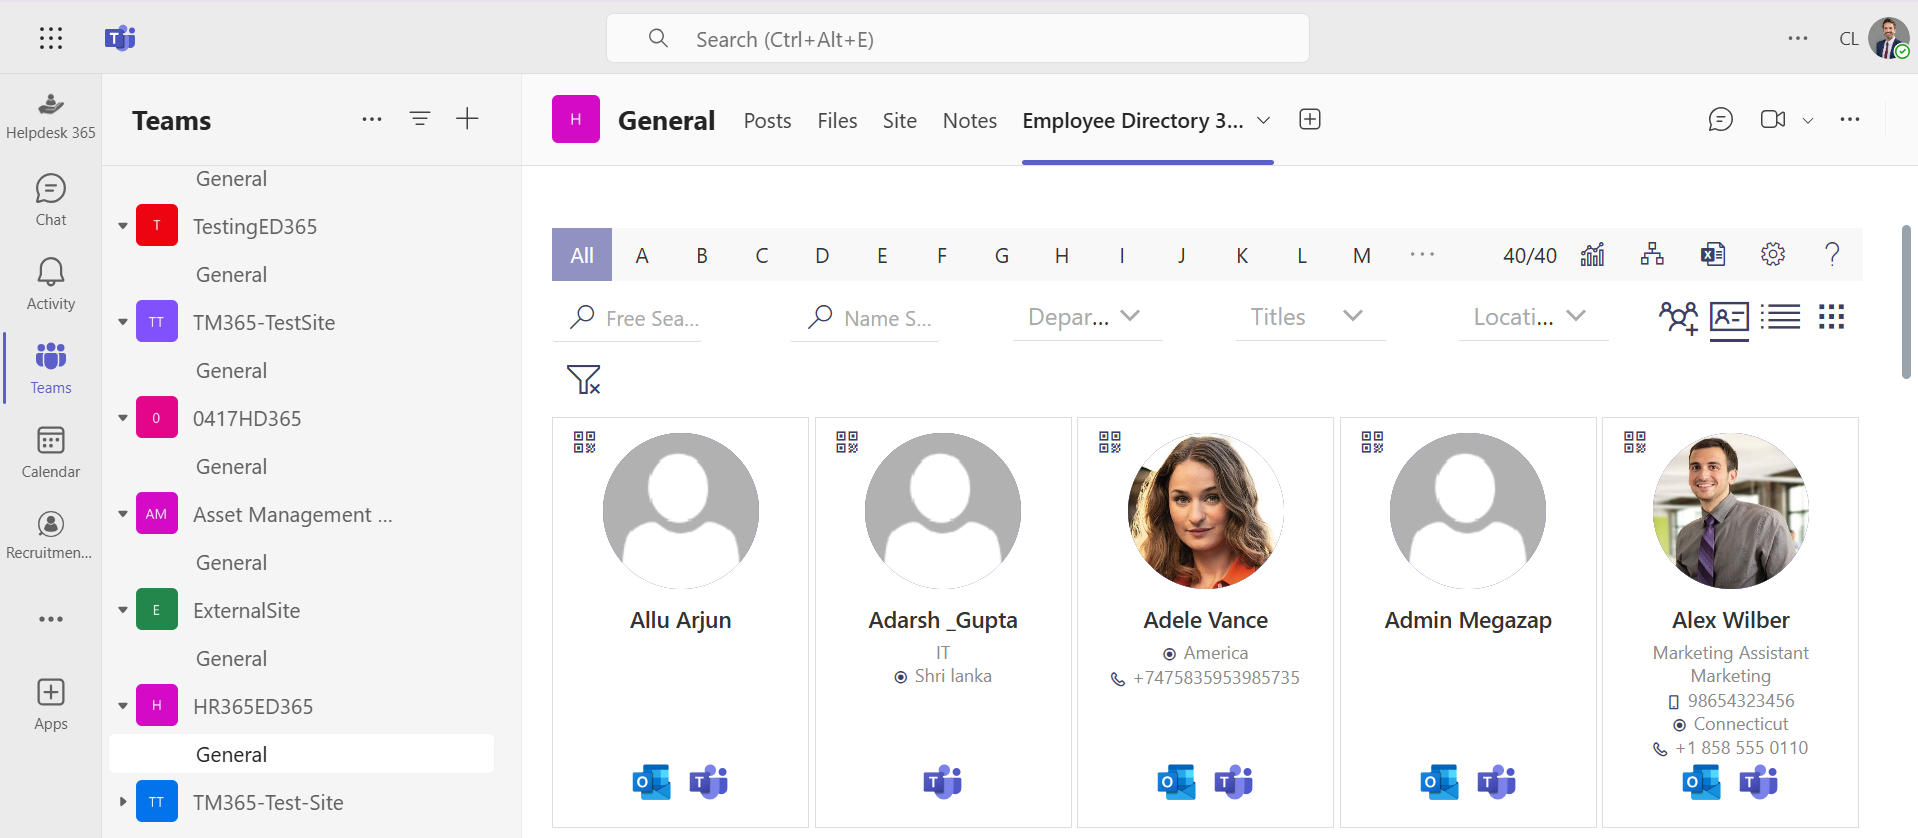 Search (Ctrl+Alt+E)
CL
Helpdesk 365
Chat
Activity
Teams
Calendar
Recruitmen...
Apps
Teams
General
T TestingED365
General
TT TM365-TestSite
General
0 0417HD365
General
AM Asset Management ...
General
E ExternalSite
General
H HR365ED365
General
TT TM365-Test-Site
H General Posts Files Site Notes Employee Directory 3...
All A B C D E F G H I J K L M ... 40/40 ?
Free Sea... Name S... Depar... Titles Locati...
Allu Arjun
Adarsh _Gupta
IT
Shri lanka
Adele Vance
America
+7475835953985735
Admin Megazap
Alex Wilber
Marketing Assistant
Marketing
98654323456
Connecticut
+1 858 555 0110